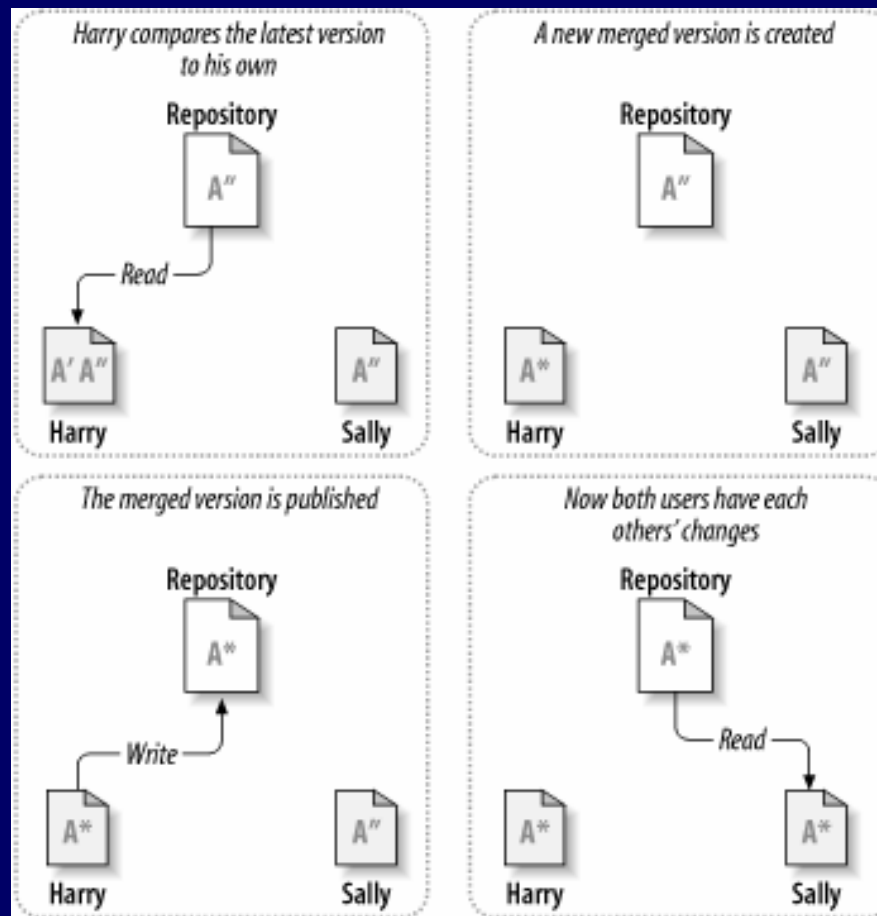 Harry compares the latest version
to his own
Repository
A"
Read
A' A"
Harry
A"
Sally
A new merged version is created
Repository
A"
A*
Harry
A"
Sally
The merged version is published
Repository
A*
Write
A*
Harry
A"
Sally
Now both users have each
others' changes
Repository
A*
Read
A*
Harry
A*
Sally